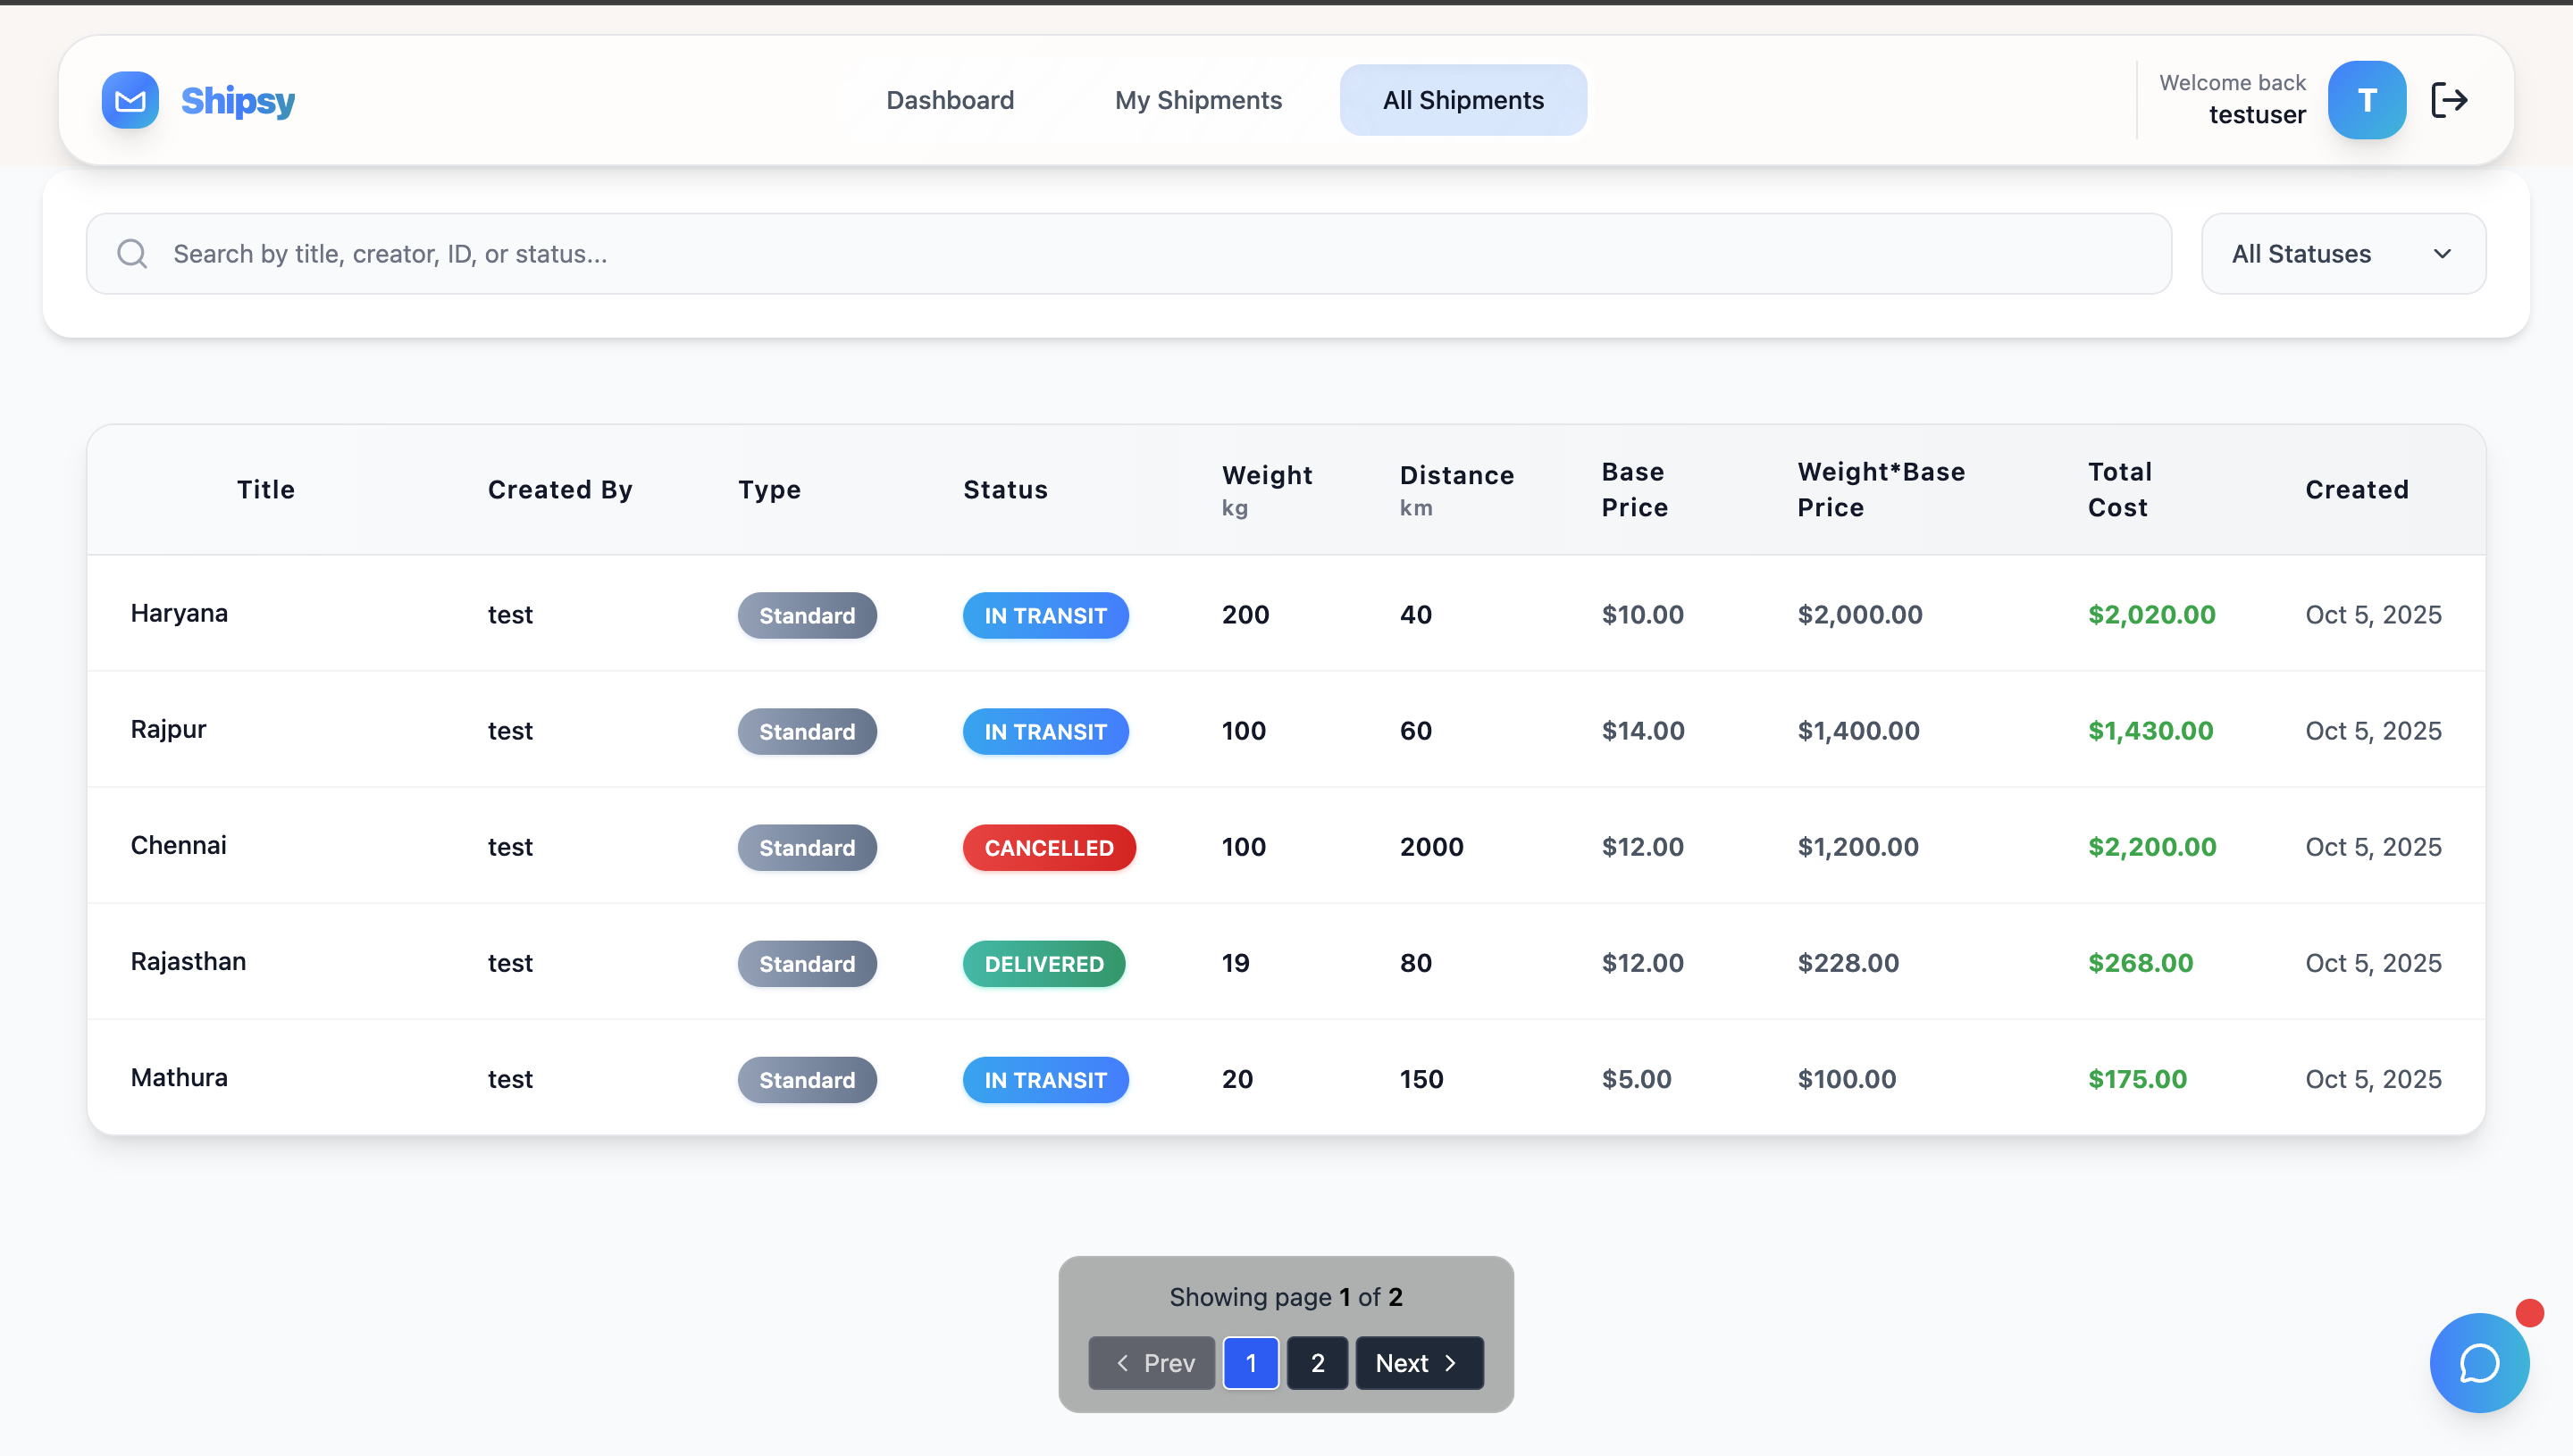 Shipsy
Dashboard
My Shipments
All Shipments
Welcome back
testuser
T
Search by title, creator, ID, or status...
All Statuses
Title Created By Type Status Weight kg Distance km Base Price Weight*Base Price Total Cost Created
Haryana test Standard IN TRANSIT 200 40 $10.00 $2,000.00 $2,020.00 Oct 5, 2025
Rajpur test Standard IN TRANSIT 100 60 $14.00 $1,400.00 $1,430.00 Oct 5, 2025
Chennai test Standard CANCELLED 100 2000 $12.00 $1,200.00 $2,200.00 Oct 5, 2025
Rajasthan test Standard DELIVERED 19 80 $12.00 $228.00 $268.00 Oct 5, 2025
Mathura test Standard IN TRANSIT 20 150 $5.00 $100.00 $175.00 Oct 5, 2025
Showing page 1 of 2
Prev 1 2 Next